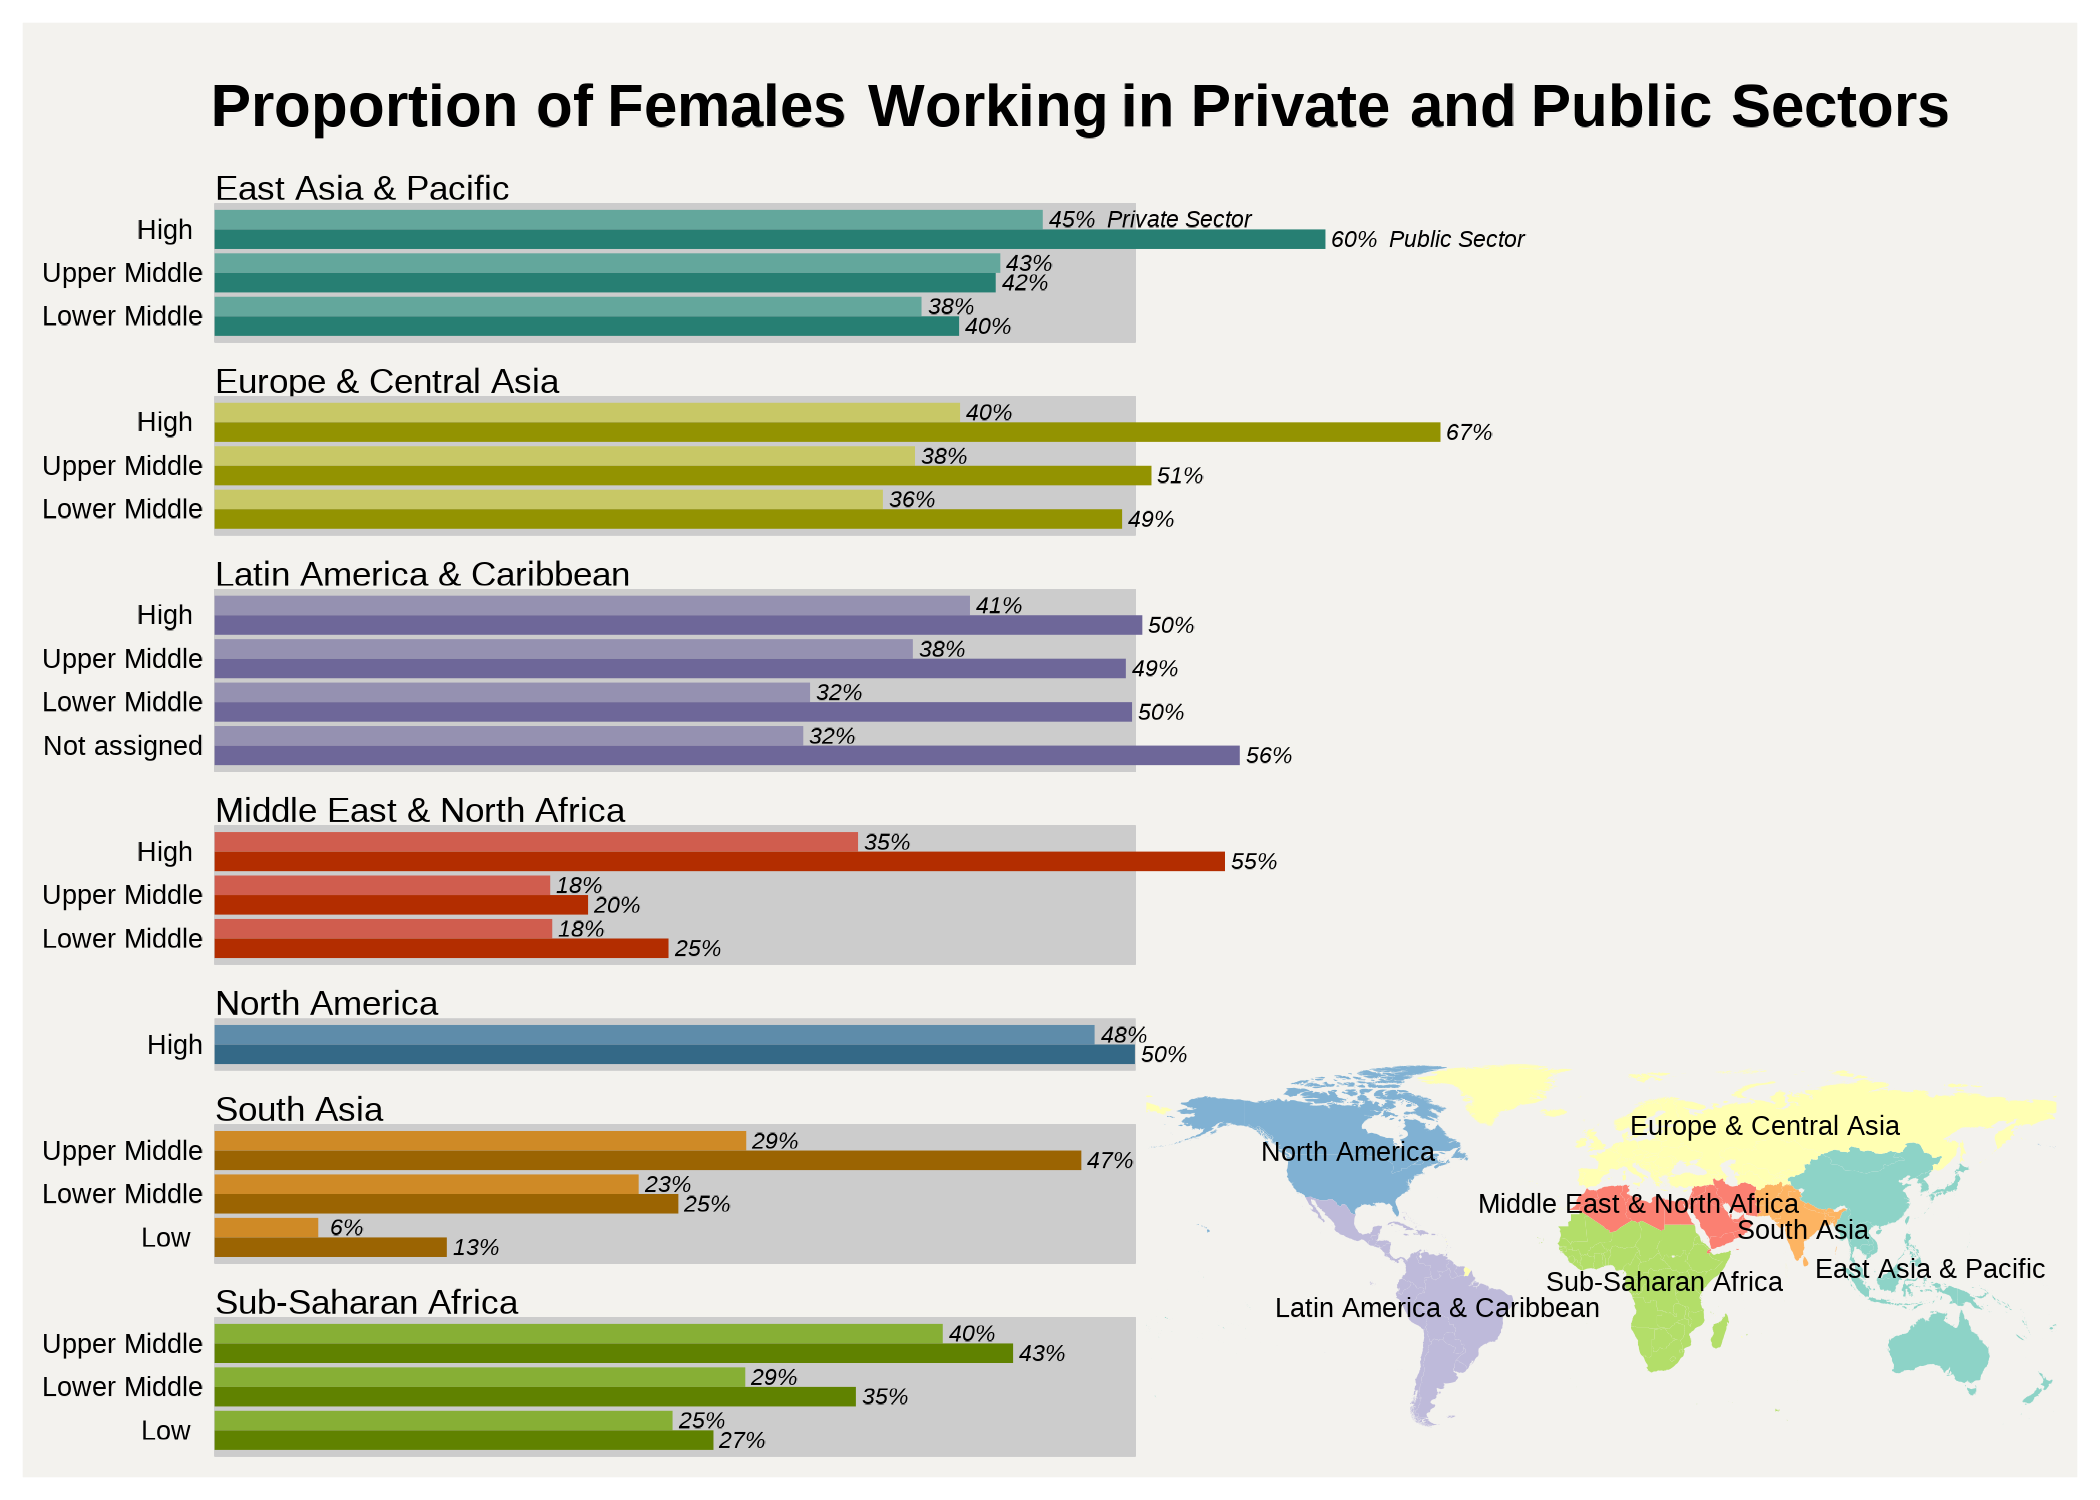 Proportion of Females Working in Private and Public Sectors
East Asia & Pacific
High 45% Private Sector
60% Public Sector
Upper Middle 43%
42%
Lower Middle 38%
40%
Europe & Central Asia
High 40%
67%
Upper Middle 38%
51%
Lower Middle 36%
49%
Latin America & Caribbean
High 41%
50%
Upper Middle 38%
49%
Lower Middle 32%
50%
Not assigned 32%
56%
Middle East & North Africa
High 35%
55%
Upper Middle 18%
20%
Lower Middle 18%
25%
North America
High 48%
50%
South Asia
Upper Middle 29%
47%
Lower Middle 23%
25%
Low 6%
13%
Sub-Saharan Africa
Upper Middle 40%
43%
Lower Middle 29%
35%
Low 25%
27%
Europe & Central Asia
North America
Middle East & North Africa
South Asia
East Asia & Pacific
Sub-Saharan Africa
Latin America & Caribbean